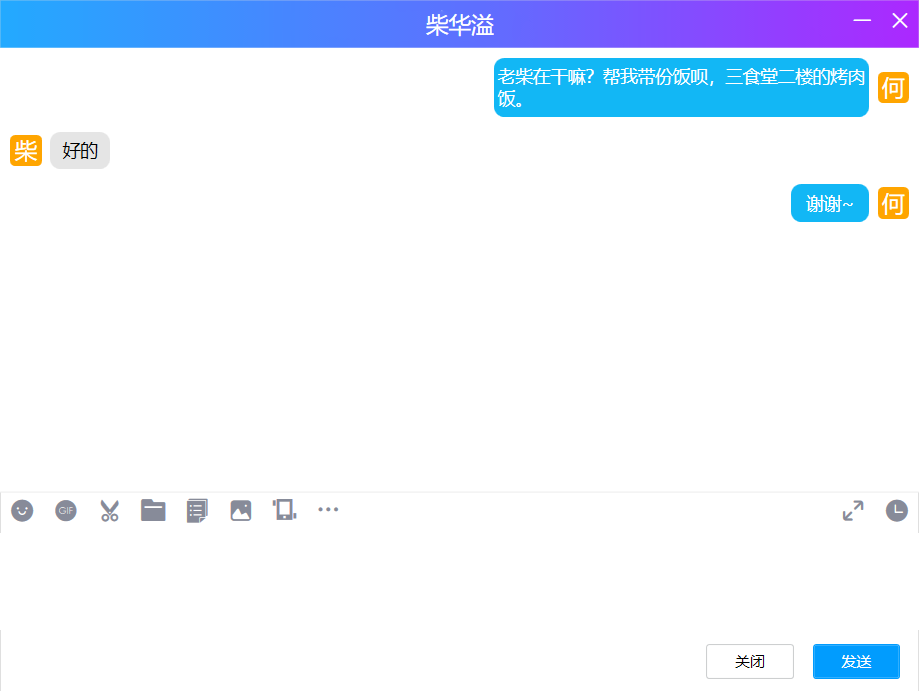 柴华溢
老柴在干嘛？帮我带份饭呗，三食堂二楼的烤肉
饭。
何
柴
好的
谢谢~
何
GIF
关闭
发送